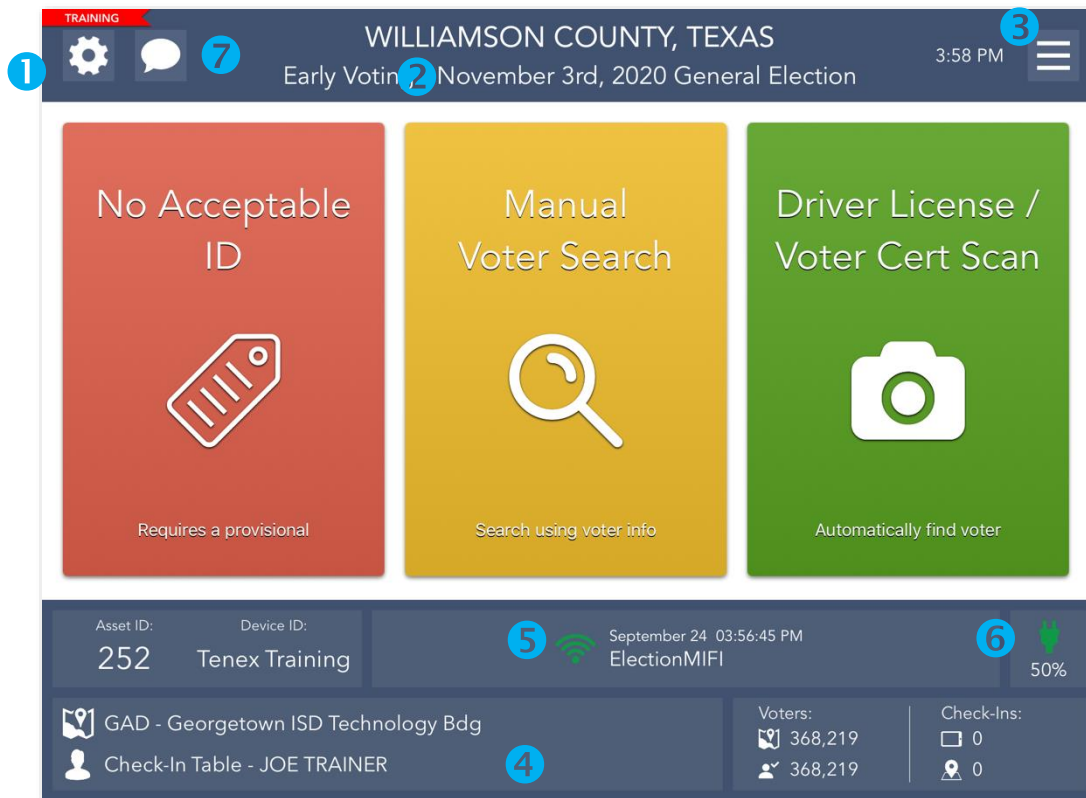 TRAINING
1
7
WILLIAMSON COUNTY, TEXAS
Early Voting 2 November 3rd, 2020 General Election
3:58 PM
3
No Acceptable
ID
Requires a provisional
Manual
Voter Search
Search using voter info
Driver License /
Voter Cert Scan
Automatically find voter
Asset ID:
252
Device ID:
Tenex Training
5
September 24 03:56:45 PM
ElectionMIFI
6
50%
GAD - Georgetown ISD Technology Bdg
Check-In Table - JOE TRAINER
4
Voters:
368,219
368,219
Check-Ins:
0
0